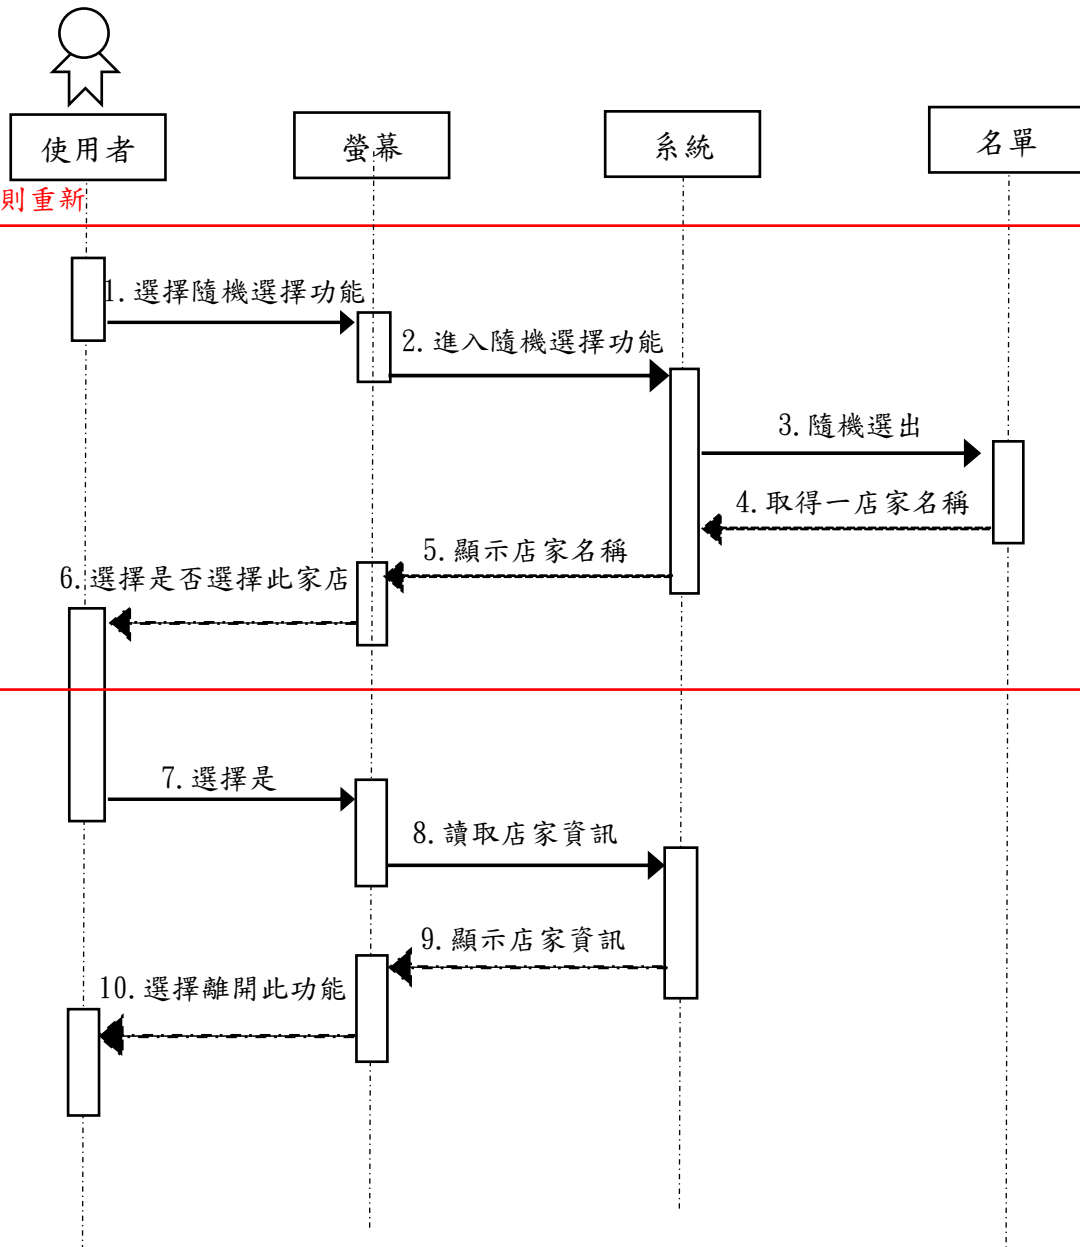 使用者
螢幕
系統
名單
則重新
1.選擇隨機選擇功能
2.進入隨機選擇功能
3.隨機選出
4.取得一店家名稱
5.顯示店家名稱
6.選擇是否選擇此家店
7.選擇是
8.讀取店家資訊
9.顯示店家資訊
10.選擇離開此功能